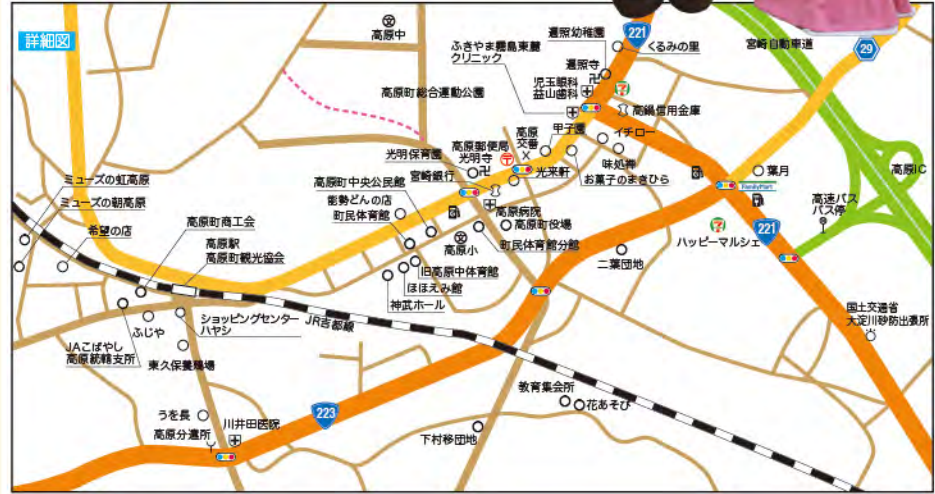 詳細図
高原中
遍照幼稚園
221
くるみの里
宮崎自動車道
29
ふきやま霧島東麓
クリニック
遍照寺
児玉眼科
益山歯科
高鍋信用金庫
高原町総合運動公園
甲子園
イチロー
高原
交番
味処禅
お菓子のまきひら
高原郵便局
光明寺
光明保育園
宮崎銀行
光来軒
葉月
FamilyMart
高原IC
高速バス
バス停
ミューズの虹高原
ミューズの朝高原
希望の店
高原町中央公民館
能勢どんの店
町民体育館
高原病院
高原町役場
高原小
町民体育館分館
ハッピーマルシェ
221
高原町商工会
高原駅
高原町観光協会
旧高原中体育館
ほほえみ館
神武ホール
二葉団地
国土交通省
大淀川砂防出張所
ショッピングセンター
ハヤシ
JR吉都線
ふじや
JAこばやし
高原統轄支所
東久保養鶏場
教育集会所
花あそび
うを長
高原分遣所
川井田医院
223
下村移団地